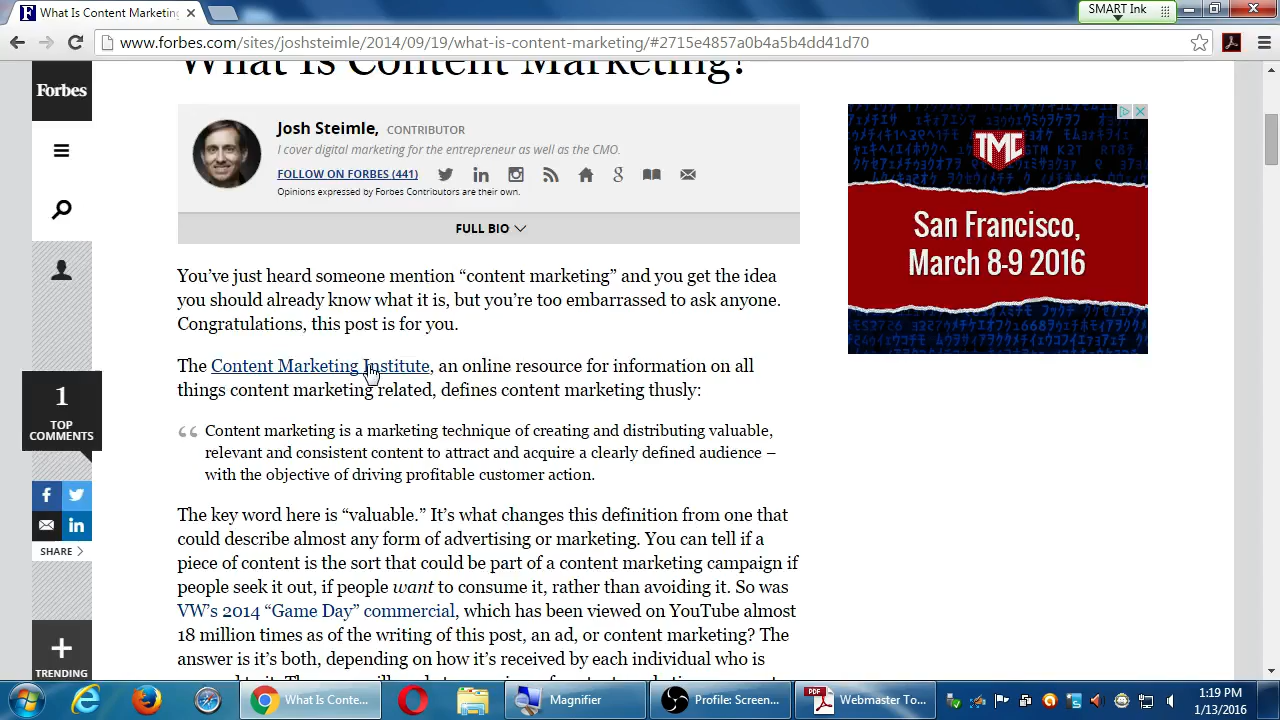 What Is Content Marketing
SMART Ink
www.forbes.com/sites/joshsteimle/2014/09/19/what-is-content-marketing/#2715e4857a0b4a5b4dd41d70
What Is Content Marketing?
Forbes
Josh Steimle, CONTRIBUTOR
I cover digital marketing for the entrepreneur as well as the CMO.
FOLLOW ON FORBES (441)
Opinions expressed by Forbes Contributors are their own.
FULL BIO
TMC
San Francisco,
March 8-9 2016
You’ve just heard someone mention “content marketing” and you get the idea
you should already know what it is, but you’re too embarrassed to ask anyone.
Congratulations, this post is for you.
The Content Marketing Institute, an online resource for information on all
things content marketing related, defines content marketing thusly:
1
TOP
COMMENTS
“ Content marketing is a marketing technique of creating and distributing valuable,
relevant and consistent content to attract and acquire a clearly defined audience –
with the objective of driving profitable customer action.
SHARE
The key word here is “valuable.” It’s what changes this definition from one that
could describe almost any form of advertising or marketing. You can tell if a
piece of content is the sort that could be part of a content marketing campaign if
people seek it out, if people want to consume it, rather than avoiding it. So was
VW’s 2014 “Game Day” commercial, which has been viewed on YouTube almost
18 million times as of the writing of this post, an ad, or content marketing? The
answer is it’s both, depending on how it’s received by each individual who is
TRENDING
What Is Conte...
Magnifier
Profile: Screen...
PDF
Webmaster To...
1:19 PM
1/13/2016